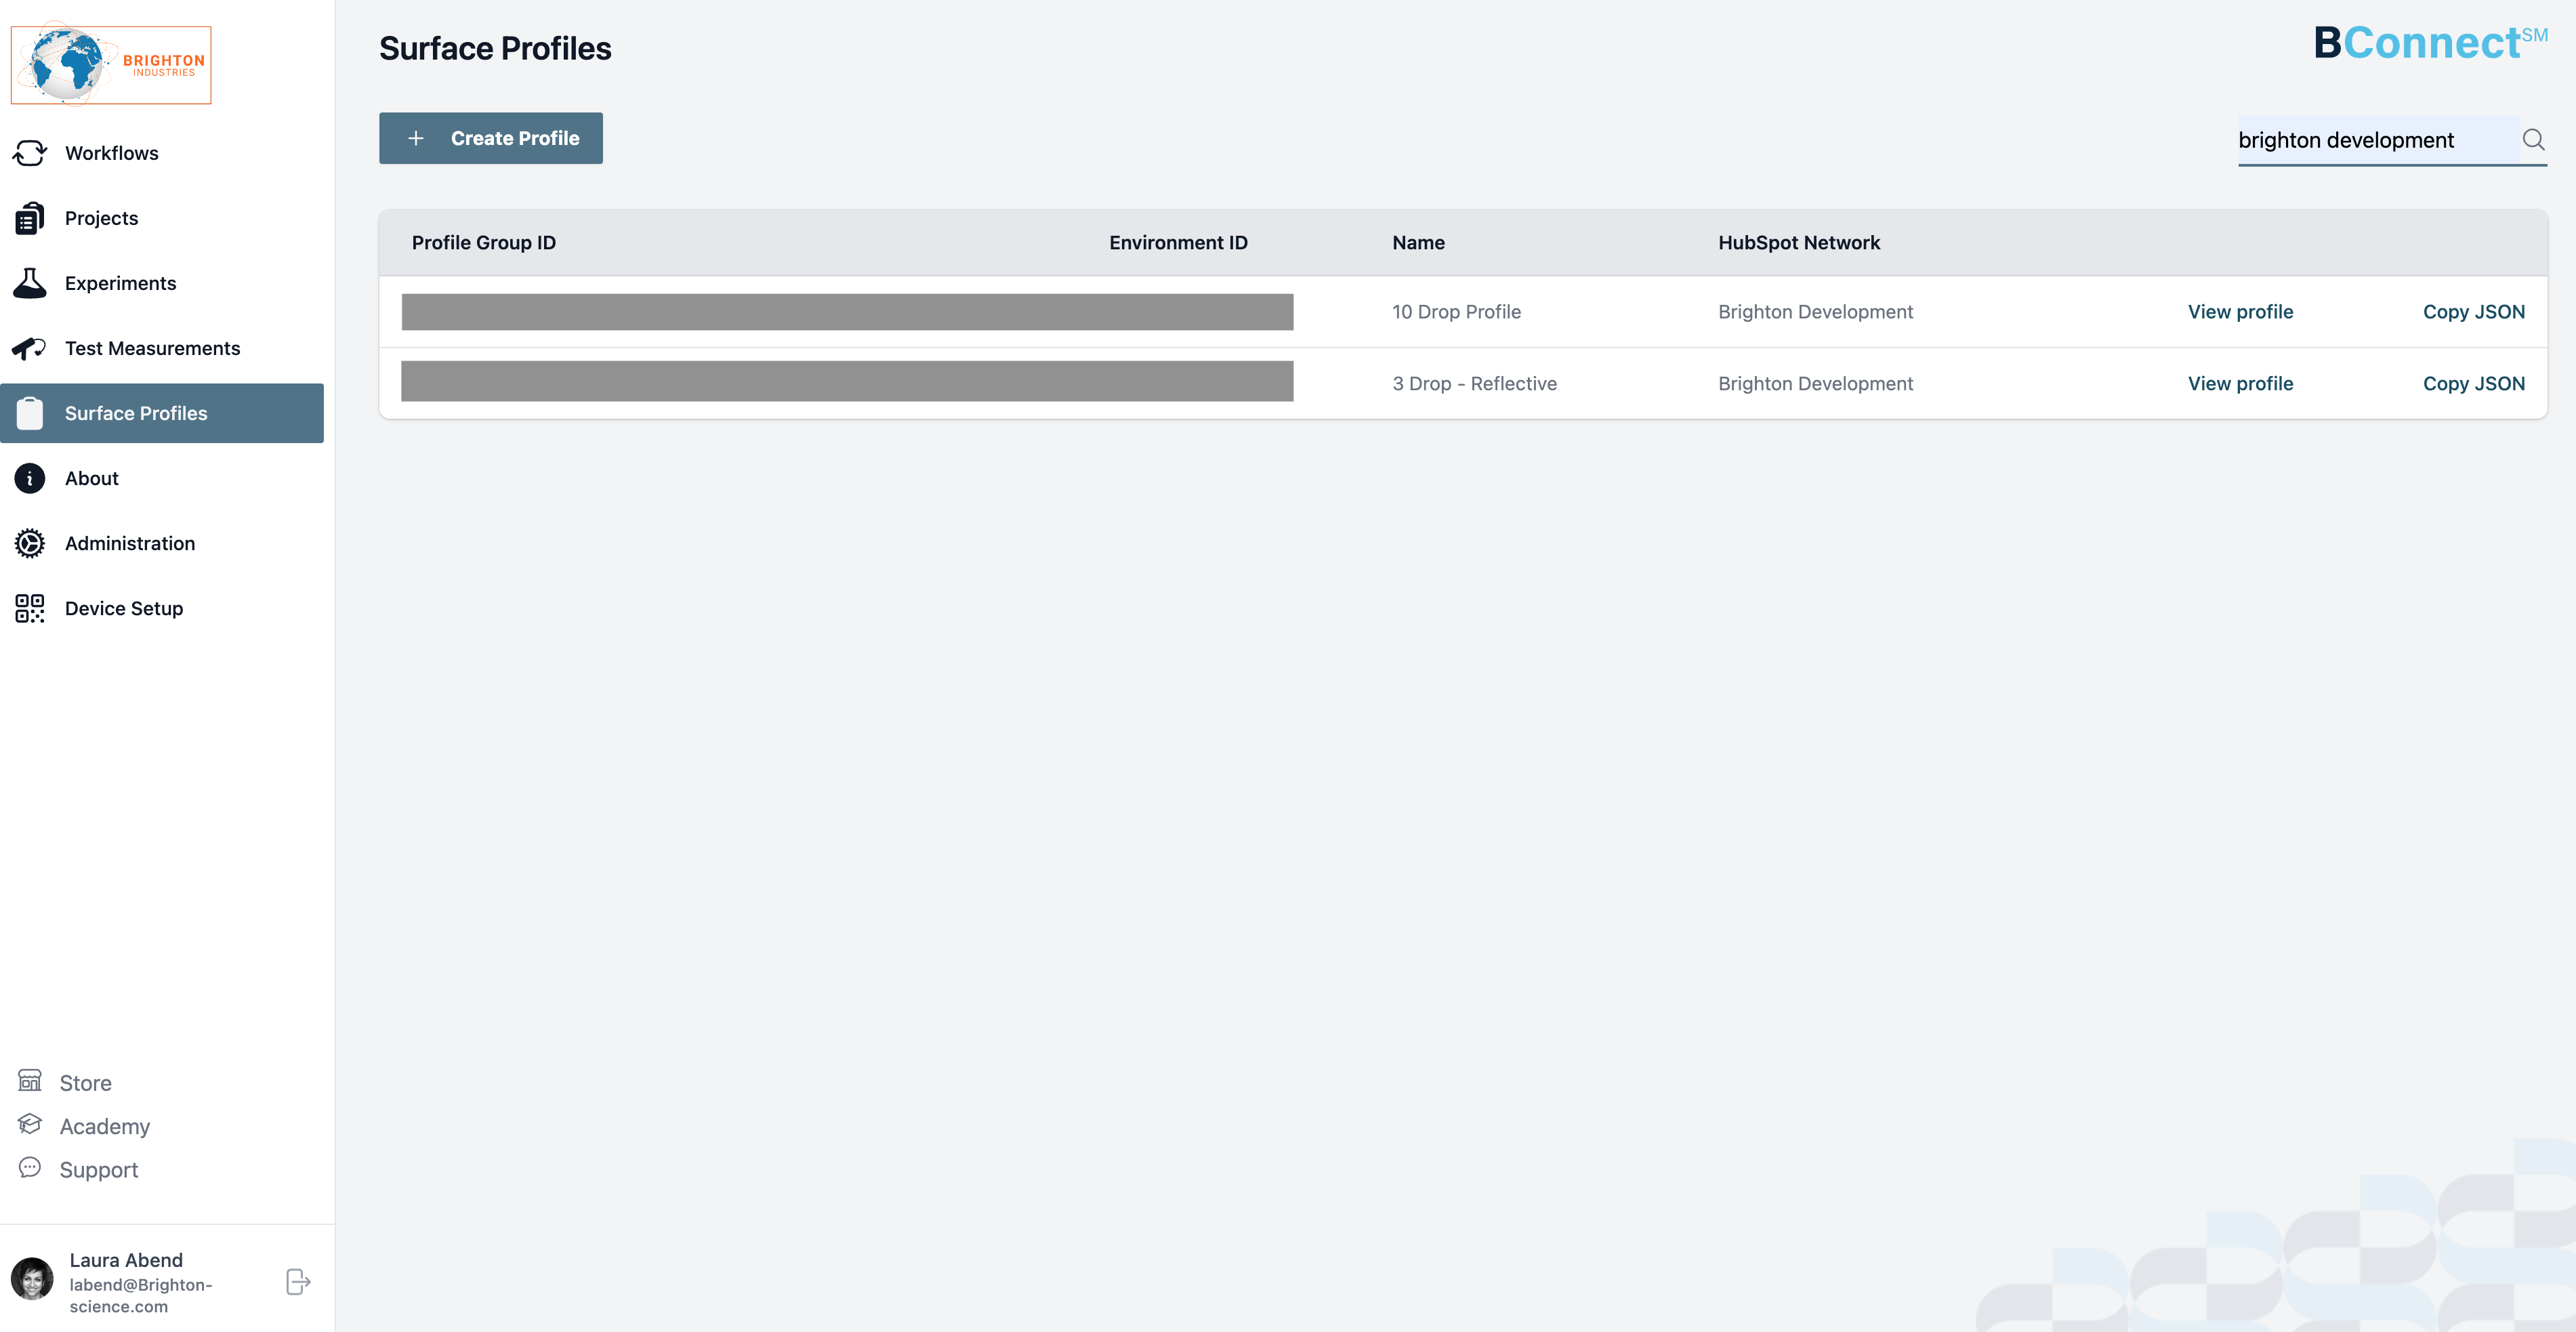 BRIGHTON
INDUSTRIES
Workflows
Projects
Experiments
Test Measurements
Surface Profiles
About
Administration
Device Setup
Store
Academy
Support
Laura Abend
labend@Brighton-
science.com
Surface Profiles
BConnectSM
Create Profile
brighton development
Profile Group ID Environment ID Name HubSpot Network
10 Drop Profile Brighton Development View profile Copy JSON
3 Drop - Reflective Brighton Development View profile Copy JSON